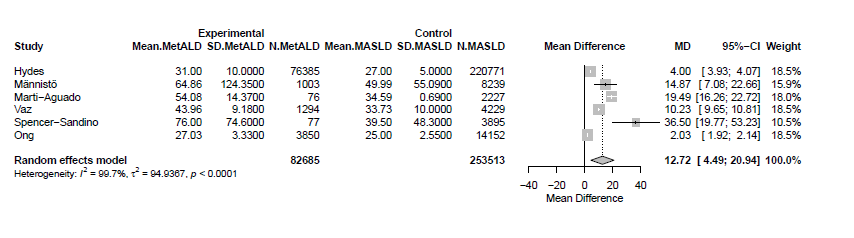 Experimental Control
Study Mean.MetALD SD.MetALD N.MetALD Mean.MASLD SD.MASLD N.MASLD Mean Difference MD 95%−CI Weight
Hydes 31.00 10.0000 76385 27.00 5.0000 220771 4.00 [ 3.93; 4.07] 18.5%
Männistö 64.86 124.3500 1003 49.99 55.0900 8239 14.87 [ 7.08; 22.66] 15.9%
Marti−Aguado 54.08 14.3700 76 34.59 0.6900 2227 19.49 [16.26; 22.72] 18.1%
Vaz 43.96 9.1800 1294 33.73 10.0000 4229 10.23 [ 9.65; 10.81] 18.5%
Spencer−Sandino 76.00 74.6000 77 39.50 48.3000 3895 36.50 [19.77; 53.23] 10.5%
Ong 27.03 3.3300 3850 25.00 2.5500 14152 2.03 [ 1.92; 2.14] 18.5%
Random effects model 82685 253513 12.72 [ 4.49; 20.94] 100.0%
Heterogeneity: I² = 99.7%, τ² = 94.9367, p < 0.0001
−40 −20 0 20 40
Mean Difference